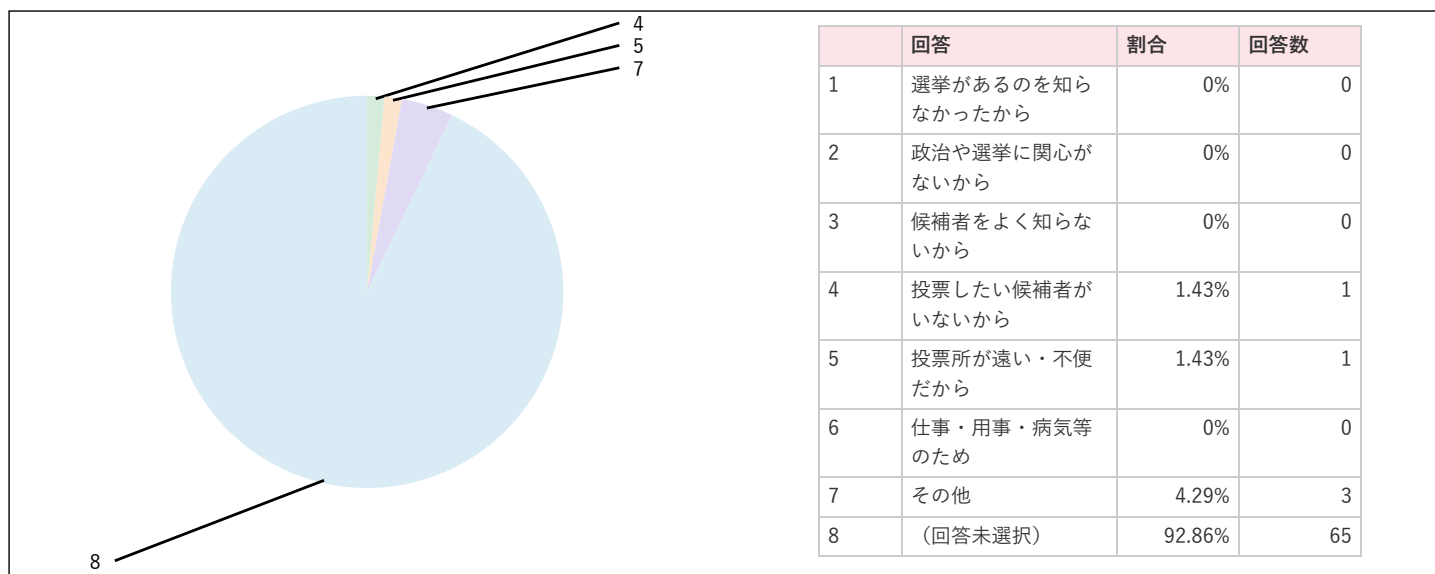 4
5
7
8
回答 割合 回答数
1 選挙があるのを知ら 0% 0
なかったから
2 政治や選挙に関心が 0% 0
ないから
3 候補者をよく知らな 0% 0
いから
4 投票したい候補者が 1.43% 1
いないから
5 投票所が遠い・不便 1.43% 1
だから
6 仕事・用事・病気等 0% 0
のため
7 その他 4.29% 3
8 （回答未選択） 92.86% 65